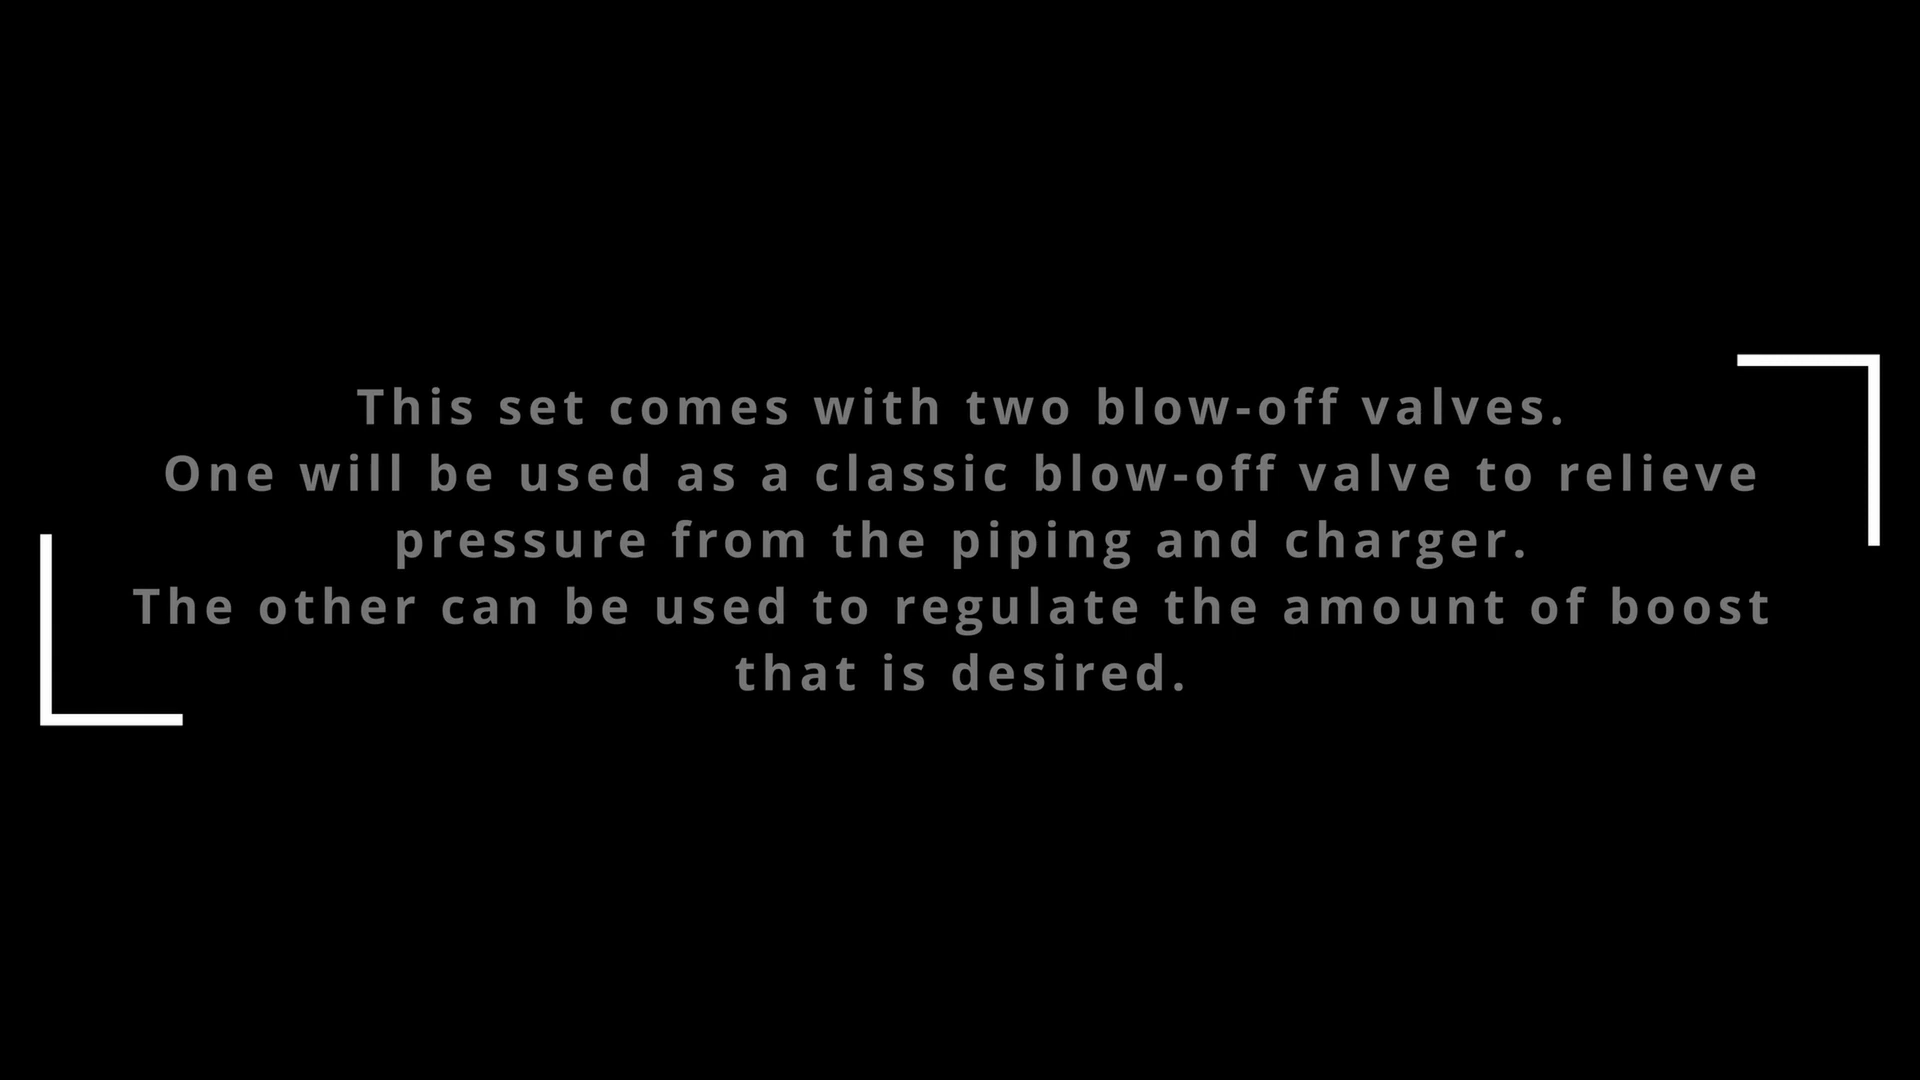 This set comes with two blow-off valves.
One will be used as a classic blow-off valve to relieve
pressure from the piping and charger.
The other can be used to regulate the amount of boost
that is desired.